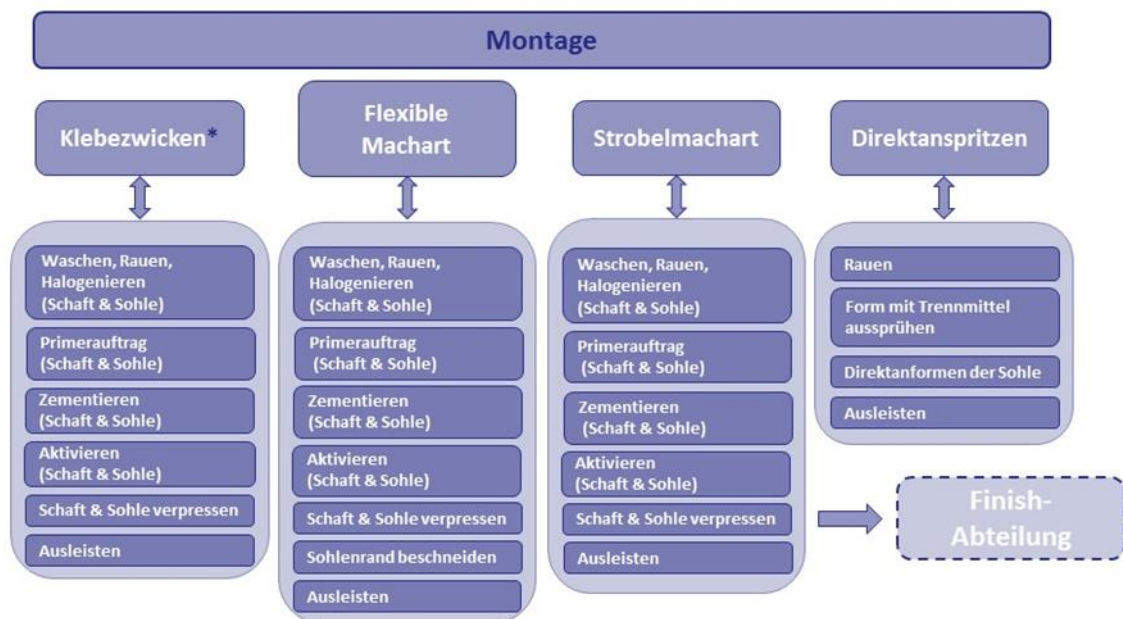 Montage
Klebezwicken*
Waschen, Rauen,
Halogenieren
(Schaft & Sohle)
Primerauftrag
(Schaft & Sohle)
Zementieren
(Schaft & Sohle)
Aktivieren
(Schaft & Sohle)
Schaft & Sohle verpressen
Ausleisten
Flexible
Machart
Waschen, Rauen,
Halogenieren
(Schaft & Sohle)
Primerauftrag
(Schaft & Sohle)
Zementieren
(Schaft & Sohle)
Aktivieren
(Schaft & Sohle)
Schaft & Sohle verpressen
Sohlenrand beschneiden
Ausleisten
Strobelmachart
Waschen, Rauen,
Halogenieren
(Schaft & Sohle)
Primerauftrag
(Schaft & Sohle)
Zementieren
(Schaft & Sohle)
Aktivieren
(Schaft & Sohle)
Schaft & Sohle verpressen
Ausleisten
Direktanspritzen
Rauen
Form mit Trennmittel
aussprühen
Direktanformen der Sohle
Ausleisten
Finish-
Abteilung